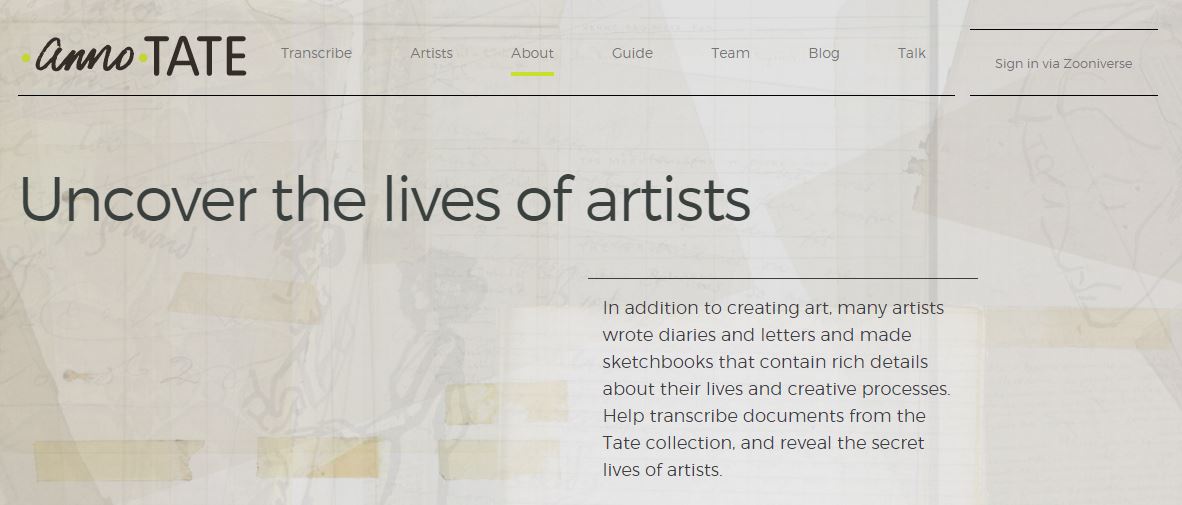 anno TATE
Transcribe Artists About Guide Team Blog Talk
Sign in via Zooniverse
Uncover the lives of artists
In addition to creating art, many artists
wrote diaries and letters and made
sketchbooks that contain rich details
about their lives and creative processes.
Help transcribe documents from the
Tate collection, and reveal the secret
lives of artists.